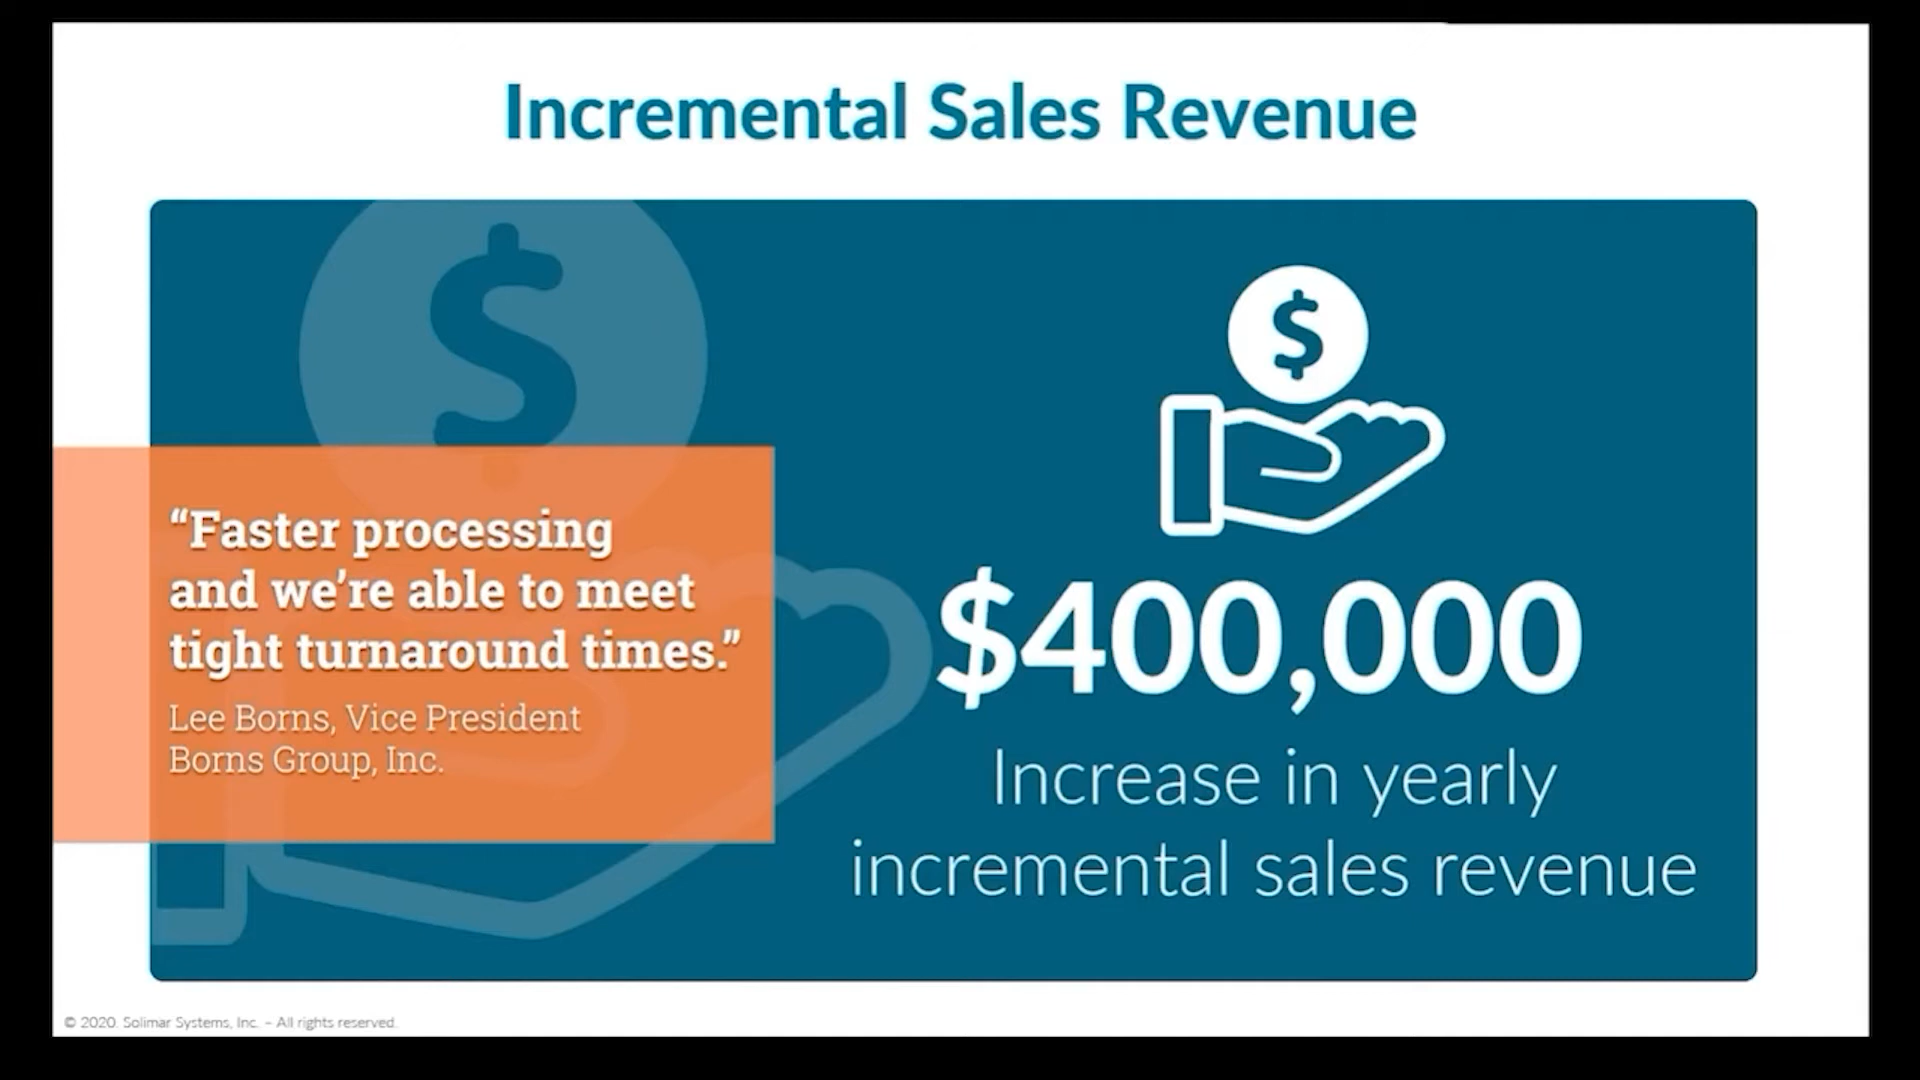 Incremental Sales Revenue
“Faster processing
and we’re able to meet
tight turnaround times.”
Lee Borns, Vice President
Borns Group, Inc.
$
$
$400,000
Increase in yearly
incremental sales revenue
© 2020. Solimar Systems, Inc. – All rights reserved.